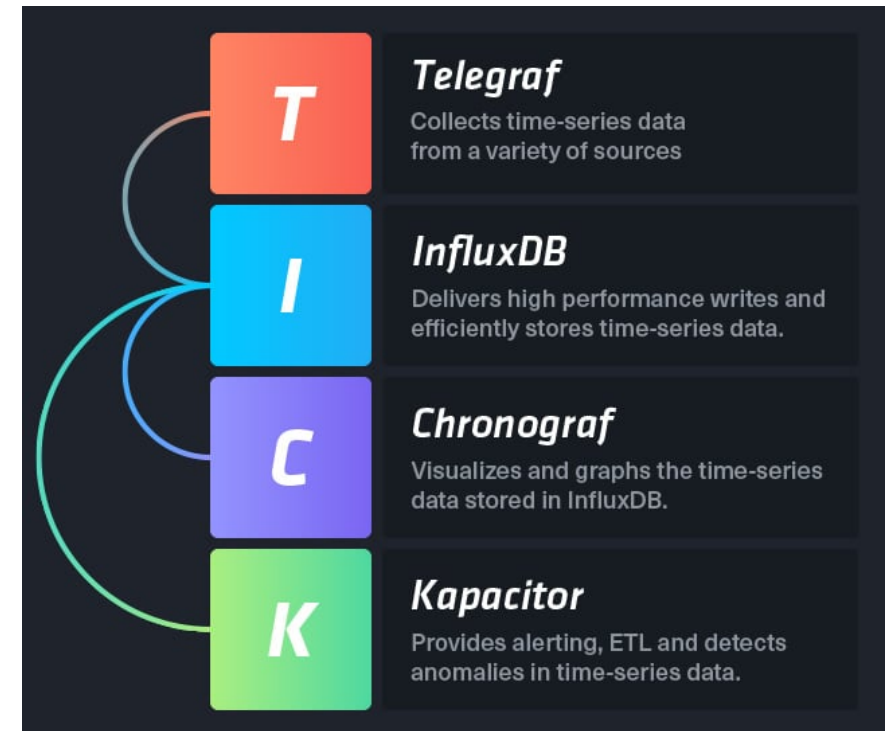 T
Telegraf
Collects time-series data
from a variety of sources
I
InfluxDB
Delivers high performance writes and
efficiently stores time-series data.
C
Chronograf
Visualizes and graphs the time-series
data stored in InfluxDB.
K
Kapacitor
Provides alerting, ETL and detects
anomalies in time-series data.